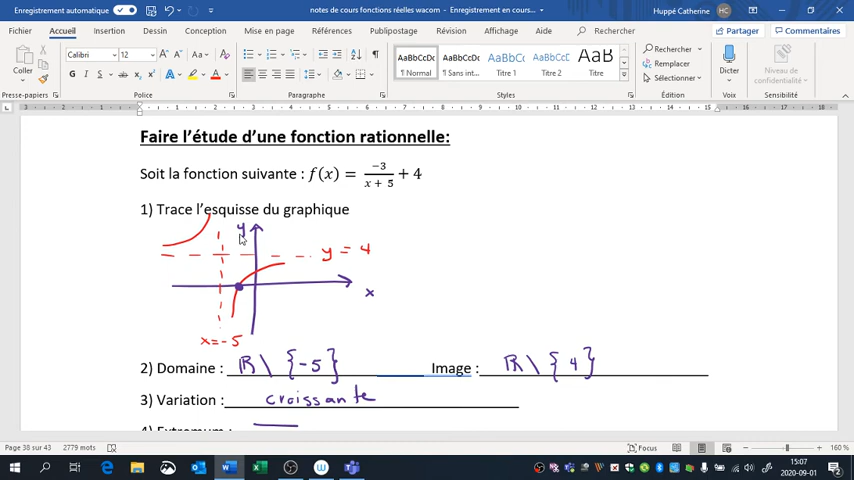 Enregistrement automatique
notes de cours fonctions réelles wacom - Enregistrement en cours...
Huppé Catherine
HC
Fichier Accueil Insertion Dessin Conception Mise en page Références Publipostage Révision Affichage Aide Partager Commentaires
Coller
Presse-papiers
Calibri 12
G I S
Police
Paragraphe
AaBbCcDc AaBbCcDc AaBbCc AaBbCcD AaB
¶ Normal ¶ Sans int... Titre 1 Titre 2 Titre
Styles
Rechercher
Remplacer
Sélectionner
Modification
Dicter
Voix
Niveau de confidentialité
Sensibilité
Faire l'étude d'une fonction rationnelle:
Soit la fonction suivante : f(x) = -3/(x + 5) + 4
1) Trace l'esquisse du graphique
y
y = 4
x
x = -5
2) Domaine : ℝ \ {-5} Image : ℝ \ {4}
3) Variation : croissante
4) Extremum :
Page 38 sur 43 2779 mots Focus 160 %
15:07
2020-09-01